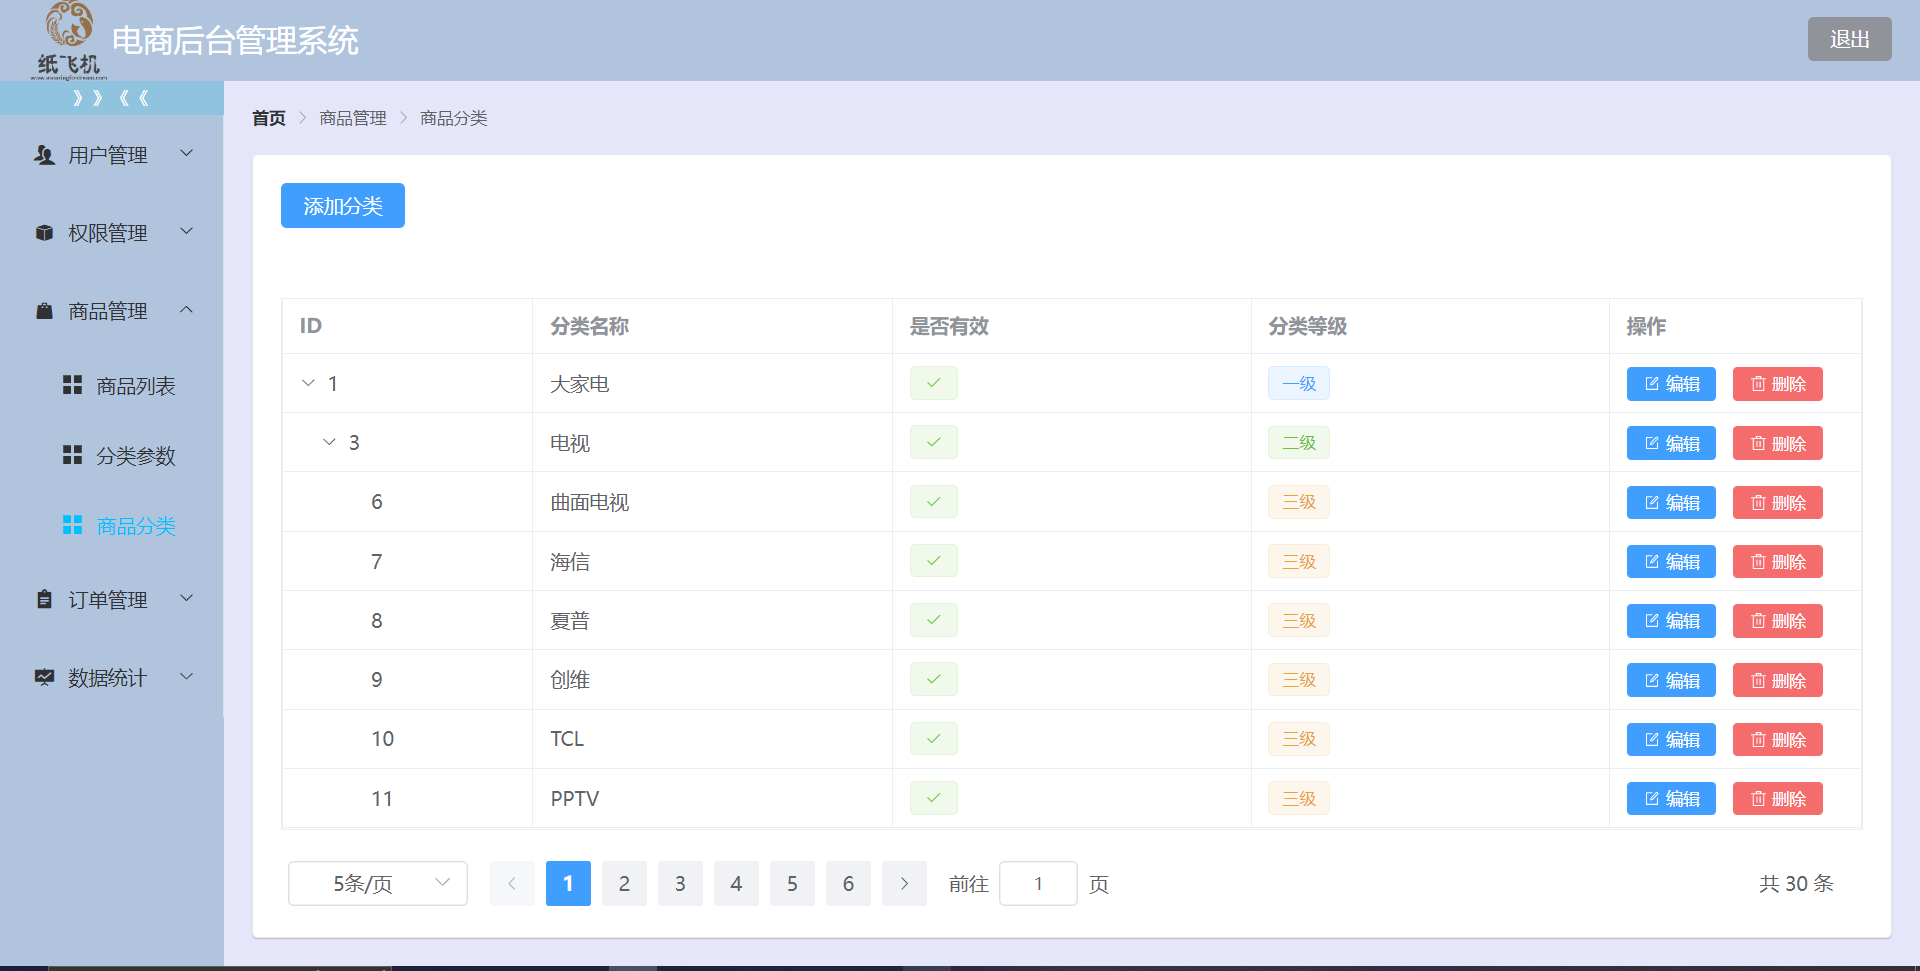 纸飞机
电商后台管理系统
退出
》》《《
用户管理
权限管理
商品管理
商品列表
分类参数
商品分类
订单管理
数据统计
首页 > 商品管理 > 商品分类
添加分类
ID 分类名称 是否有效 分类等级 操作
1 大家电 一级 编辑 删除
3 电视 二级 编辑 删除
6 曲面电视 三级 编辑 删除
7 海信 三级 编辑 删除
8 夏普 三级 编辑 删除
9 创维 三级 编辑 删除
10 TCL 三级 编辑 删除
11 PPTV 三级 编辑 删除
5条/页 1 2 3 4 5 6 前往 1 页 共 30 条